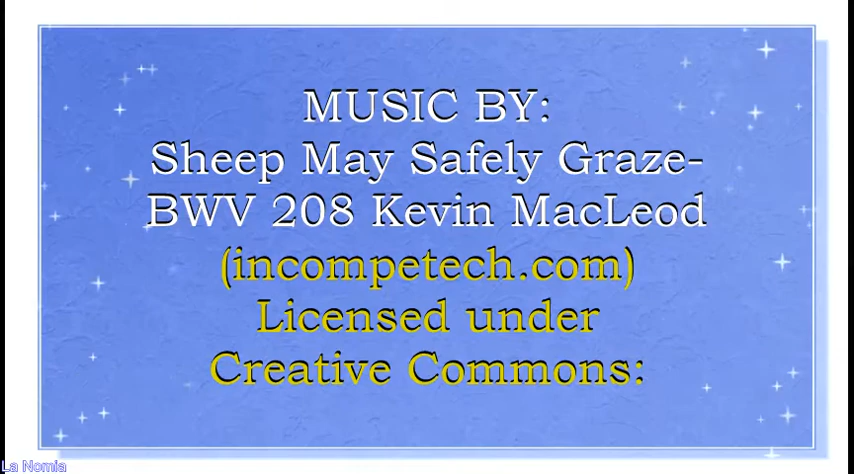 MUSIC BY:
Sheep May Safely Graze-
BWV 208 Kevin MacLeod
(incompetech.com)
Licensed under
Creative Commons:
La Nomia